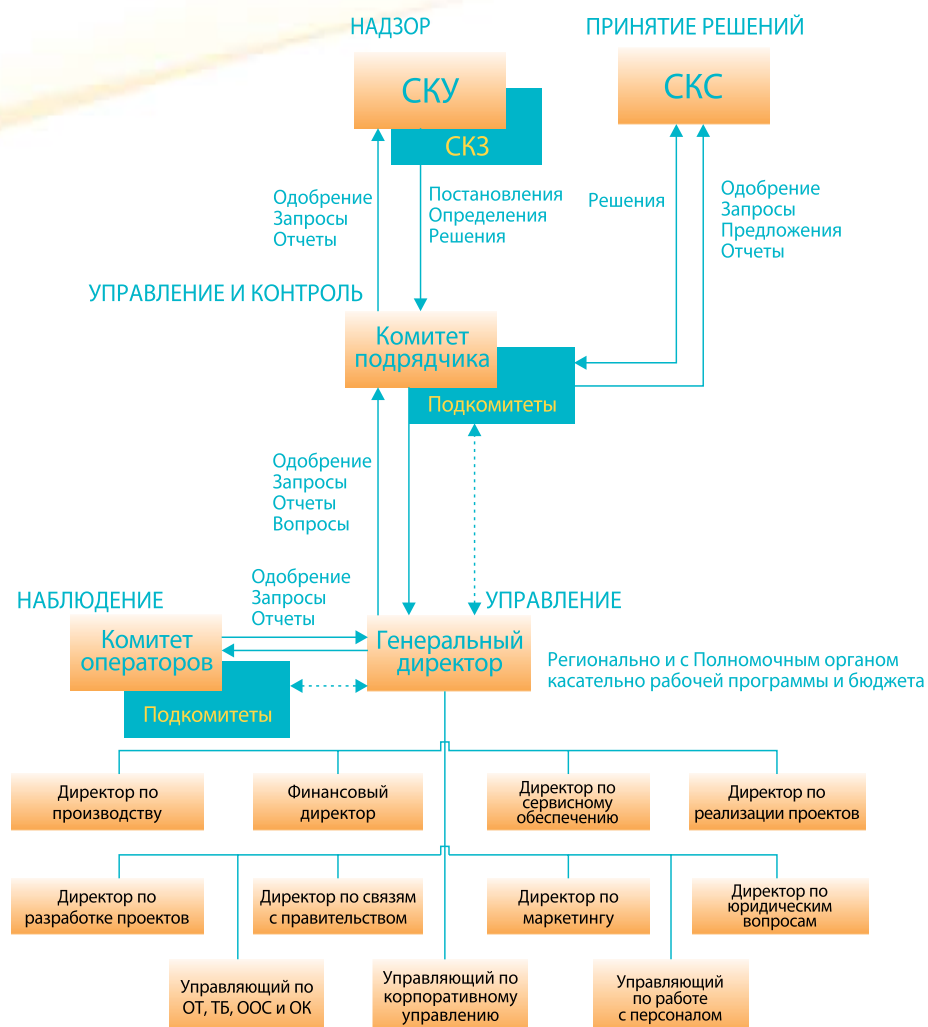 НАДЗОР
ПРИНЯТИЕ РЕШЕНИЙ
СКУ
СКЗ
СКС
Одобрение
Запросы
Отчеты
Постановления
Определения
Решения
Решения
Одобрение
Запросы
Предложения
Отчеты
УПРАВЛЕНИЕ И КОНТРОЛЬ
Комитет
подрядчика
Подкомитеты
Одобрение
Запросы
Отчеты
Вопросы
Одобрение
Запросы
Отчеты
НАБЛЮДЕНИЕ
УПРАВЛЕНИЕ
Комитет
операторов
Подкомитеты
Генеральный
директор
Регионально и с Полномочным органом
касательно рабочей программы и бюджета
Директор по
производству
Финансовый
директор
Директор по
сервисному
обеспечению
Директор по
реализации проектов
Директор по
разработке проектов
Директор по связям
с правительством
Директор по
маркетингу
Директор по
юридическим
вопросам
Управляющий по
ОТ, ТБ, ООС и ОК
Управляющий по
корпоративному
управлению
Управляющий
по работе
с персоналом